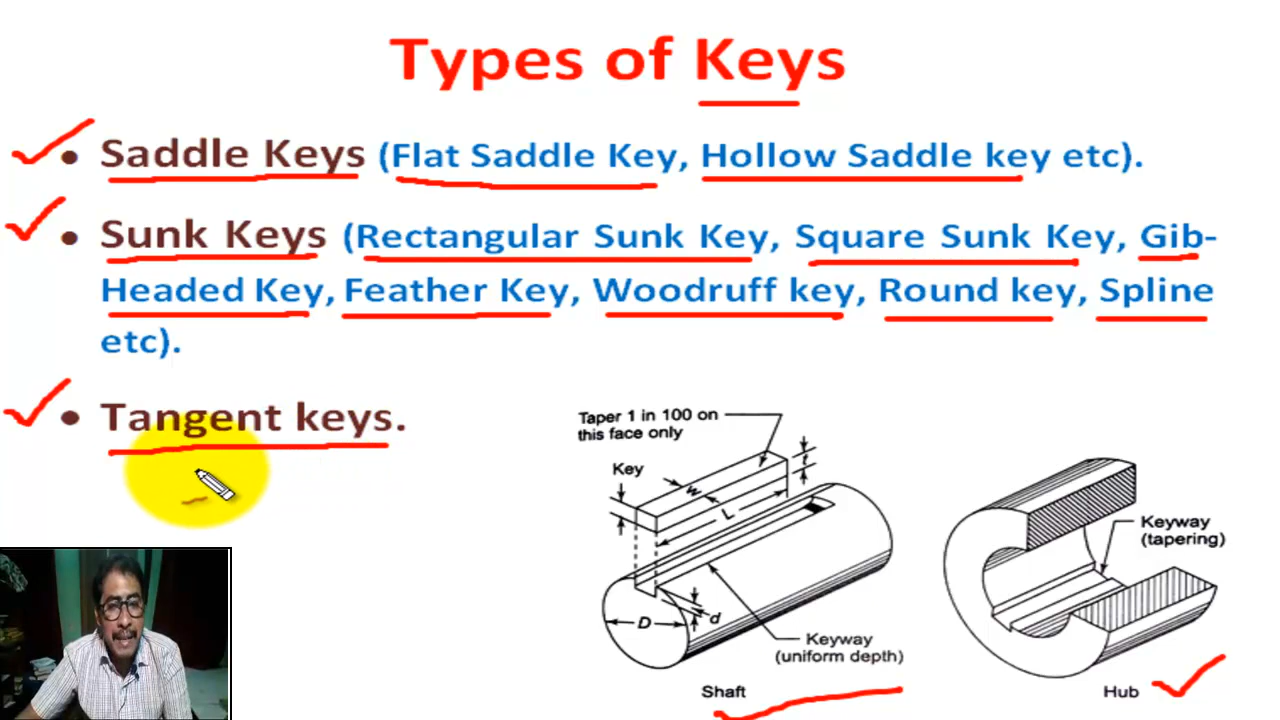 Types of Keys
• Saddle Keys (Flat Saddle Key, Hollow Saddle key etc).
• Sunk Keys (Rectangular Sunk Key, Square Sunk Key, Gib-
Headed Key, Feather Key, Woodruff key, Round key, Spline
etc).
• Tangent keys.
Taper 1 in 100 on
this face only
Key
w
t
L
D
d
Keyway
(uniform depth)
Shaft
Keyway
(tapering)
Hub